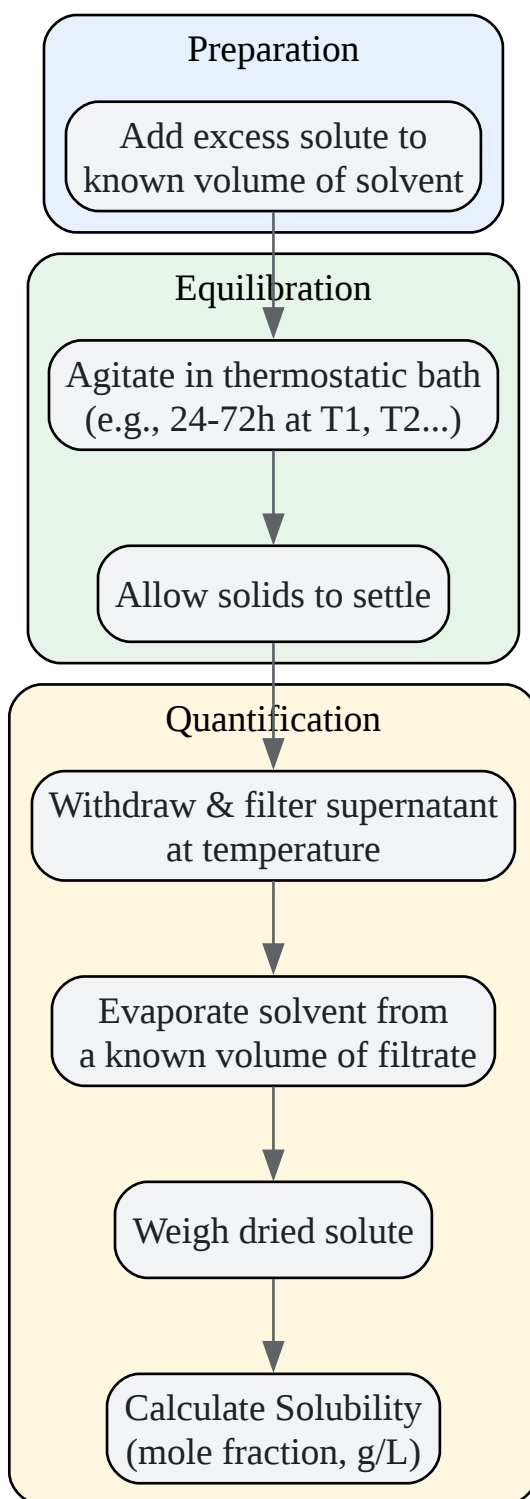 Preparation
Add excess solute to
known volume of solvent
Equilibration
Agitate in thermostatic bath
(e.g., 24-72h at T1, T2...)
Allow solids to settle
Quantification
Withdraw & filter supernatant
at temperature
Evaporate solvent from
a known volume of filtrate
Weigh dried solute
Calculate Solubility
(mole fraction, g/L)